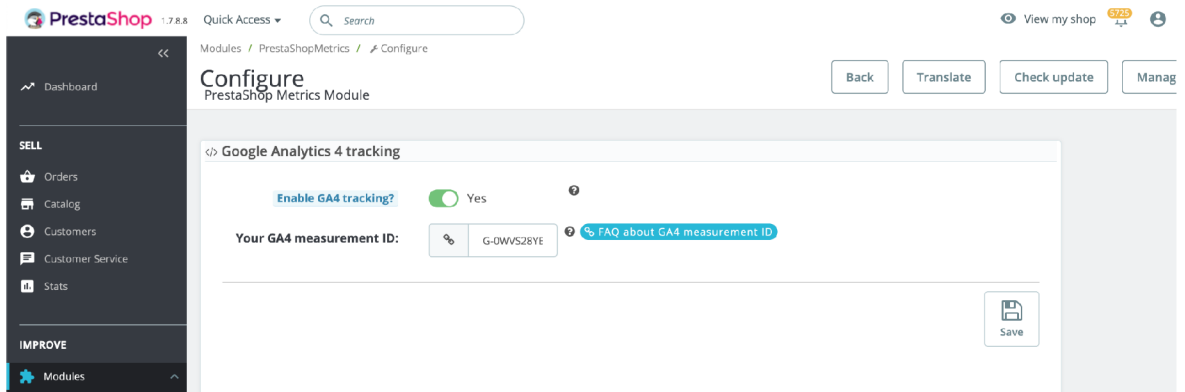 PrestaShop 1.7.8.8 Quick Access Search View my shop 5725
Modules / PrestaShopMetrics / Configure
Configure
PrestaShop Metrics Module
Back Translate Check update Manag
Dashboard
SELL
Orders
Catalog
Customers
Customer Service
Stats
IMPROVE
Modules
</> Google Analytics 4 tracking
Enable GA4 tracking? Yes
Your GA4 measurement ID: G-0WVS28YE FAQ about GA4 measurement ID
Save